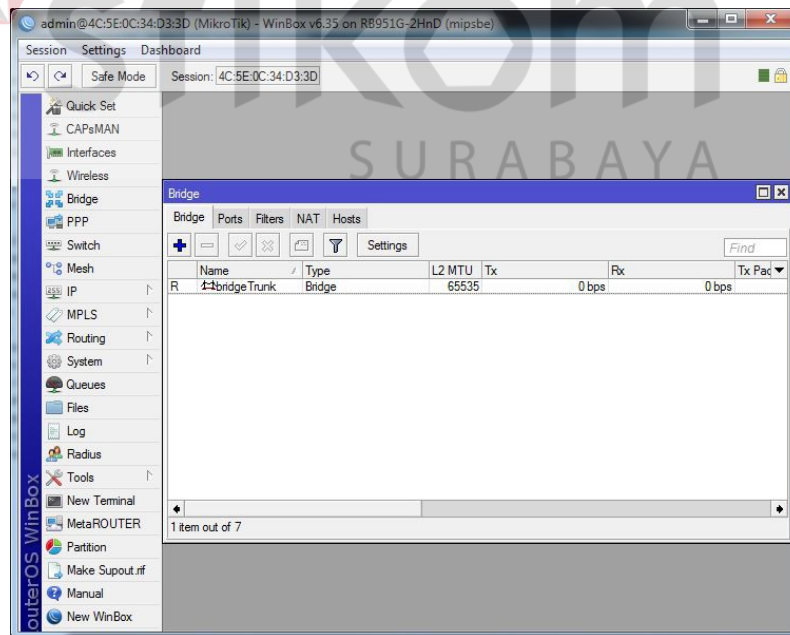 admin@4C:5E:0C:34:D3:3D (MikroTik) - WinBox v6.35 on RB951G-2HnD (mipsbe)
Session Settings Dashboard
Safe Mode Session: 4C:5E:0C:34:D3:3D
stikom
SURABAYA
Quick Set
CAPsMAN
Interfaces
Wireless
Bridge
PPP
Switch
Mesh
IP
MPLS
Routing
System
Queues
Files
Log
Radius
Tools
New Terminal
MetaROUTER
Partition
Make Supout.rif
Manual
New WinBox
outerOS WinBox
Bridge
Bridge Ports Filters NAT Hosts
Settings Find
Name Type L2 MTU Tx Rx Tx Pac
R bridgeTrunk Bridge 65535 0 bps 0 bps
1 item out of 7